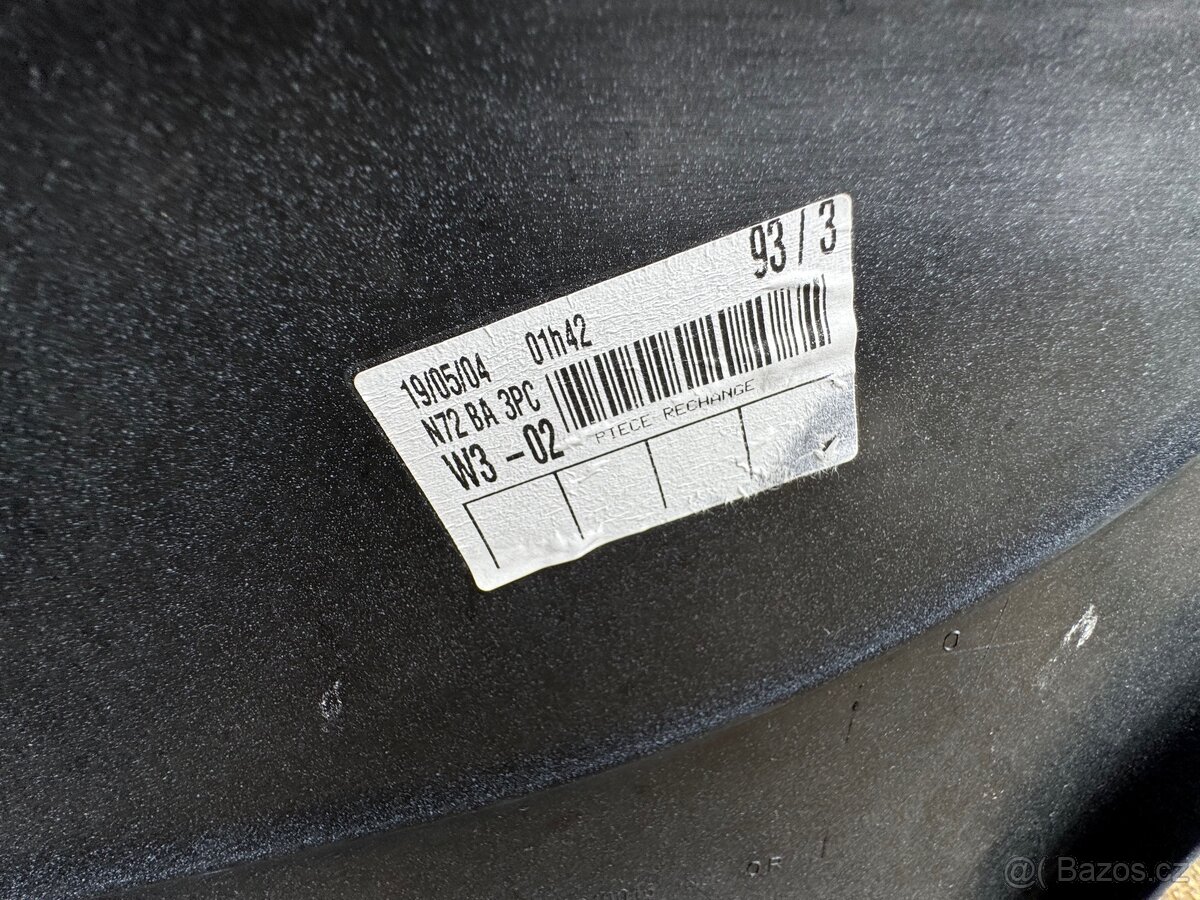 93 / 3
19/05/04 01h42
N72 BA 3PC
W3 -02
PIECE RECHANGE
@( Bazos.cz